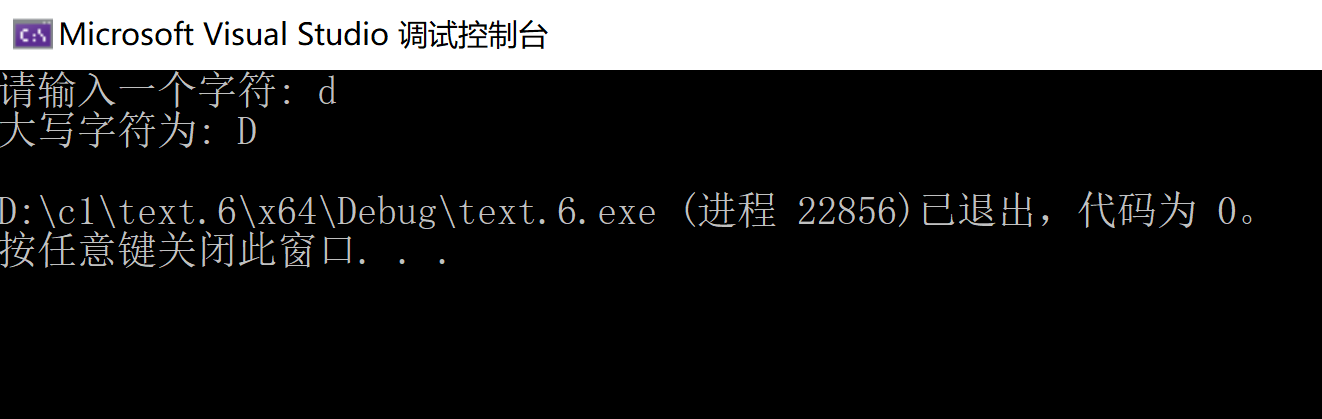 Microsoft Visual Studio 调试控制台
请输入一个字符: d
大写字符为: D
D:\c1\text.6\x64\Debug\text.6.exe (进程 22856)已退出，代码为 0。
按任意键关闭此窗口. . .